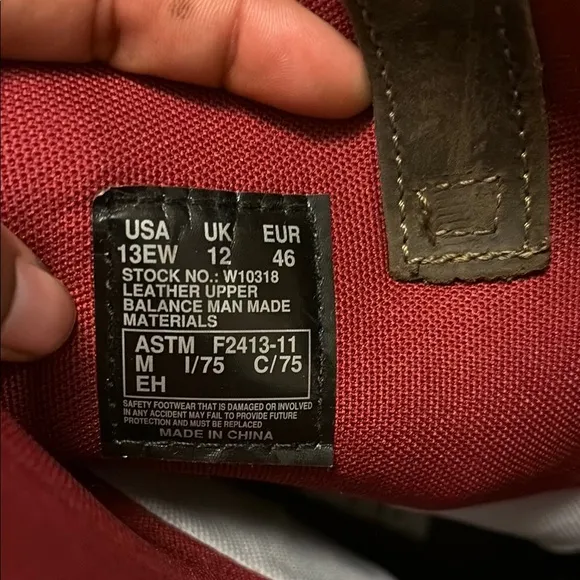 USA UK EUR
13EW 12 46
STOCK NO.: W10318
LEATHER UPPER
BALANCE MAN MADE
MATERIALS
ASTM F2413-11
M I/75 C/75
EH
SAFETY FOOTWEAR THAT IS DAMAGED OR INVOLVED
IN ANY ACCIDENT MAY FAIL TO PROVIDE FUTURE
PROTECTION AND MUST BE REPLACED
MADE IN CHINA